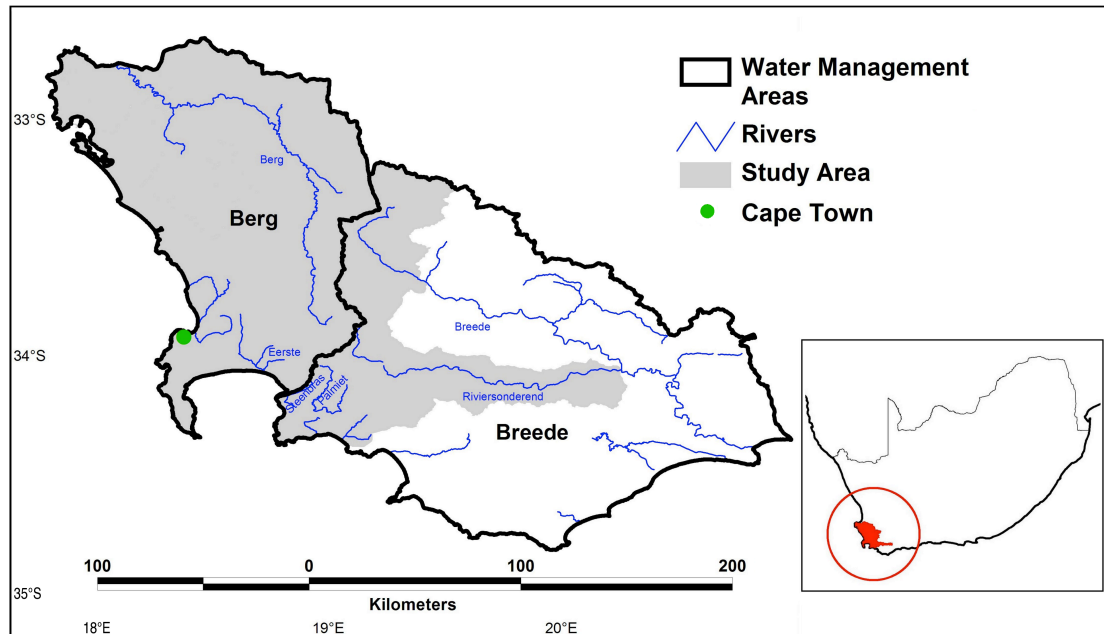 Water Management
Areas
Rivers
Study Area
Cape Town
33°S
Berg
Berg
Breede
34°S
Eerste
Steenbras
Palmiet
Riviersonderend
Breede
100 0 100 200
Kilometers
35°S
18°E 19°E 20°E